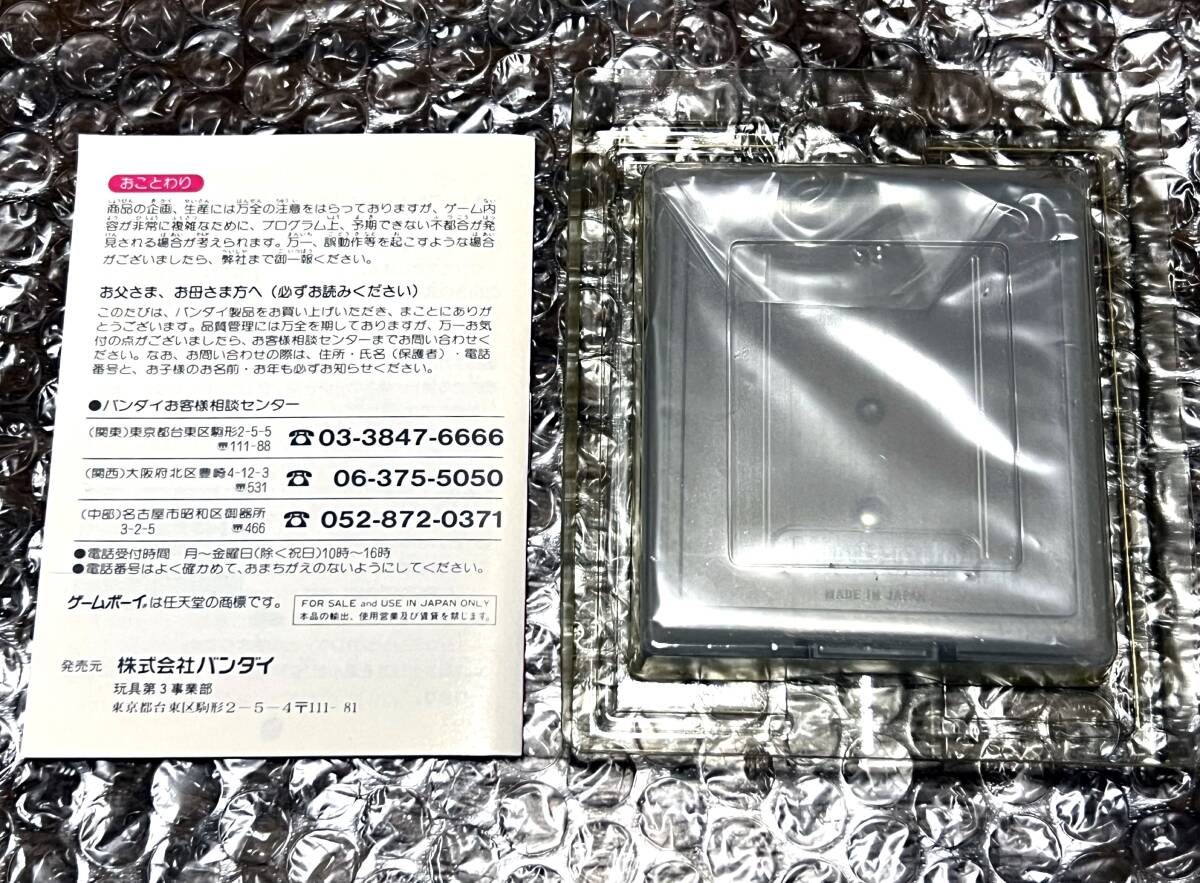 おことわり
商品の企画、生産には万全の注意をはらっておりますが、ゲーム内
容が非常に複雑なために、プログラム上、予期できない不都合が発
見される場合が考えられます。万一、誤動作等を起こすような場合
がございましたら、弊社まで御一報ください。
お父さま、お母さま方へ（必ずお読みください）
このたびは、バンダイ製品をお買い上げいただき、まことにありが
とうございます。品質管理には万全を期しておりますが、万一お気
付の点がございましたら、お客様相談センターまでお問い合わせく
ださい。なお、お問い合わせの際は、住所・氏名（保護者）・電話
番号と、お子様のお名前・お年も必ずお知らせください。
●バンダイお客様相談センター
（関東）東京都台東区駒形2-5-5
〠111-88
☎03-3847-6666
（関西）大阪府北区豊崎4-12-3
〠531
☎ 06-375-5050
（中部）名古屋市昭和区御器所
3-2-5 〠466
☎ 052-872-0371
●電話受付時間 月〜金曜日(除く祝日)10時〜16時
●電話番号はよく確かめて、おまちがえのないようにしてください。
ゲームボーイ®は任天堂の商標です。
FOR SALE and USE IN JAPAN ONLY
本品の輸出、使用営業及び賃貸を禁じます。
発売元 株式会社バンダイ
玩具第3事業部
東京都台東区駒形2-5-4〒111-81
MADE IN JAPAN